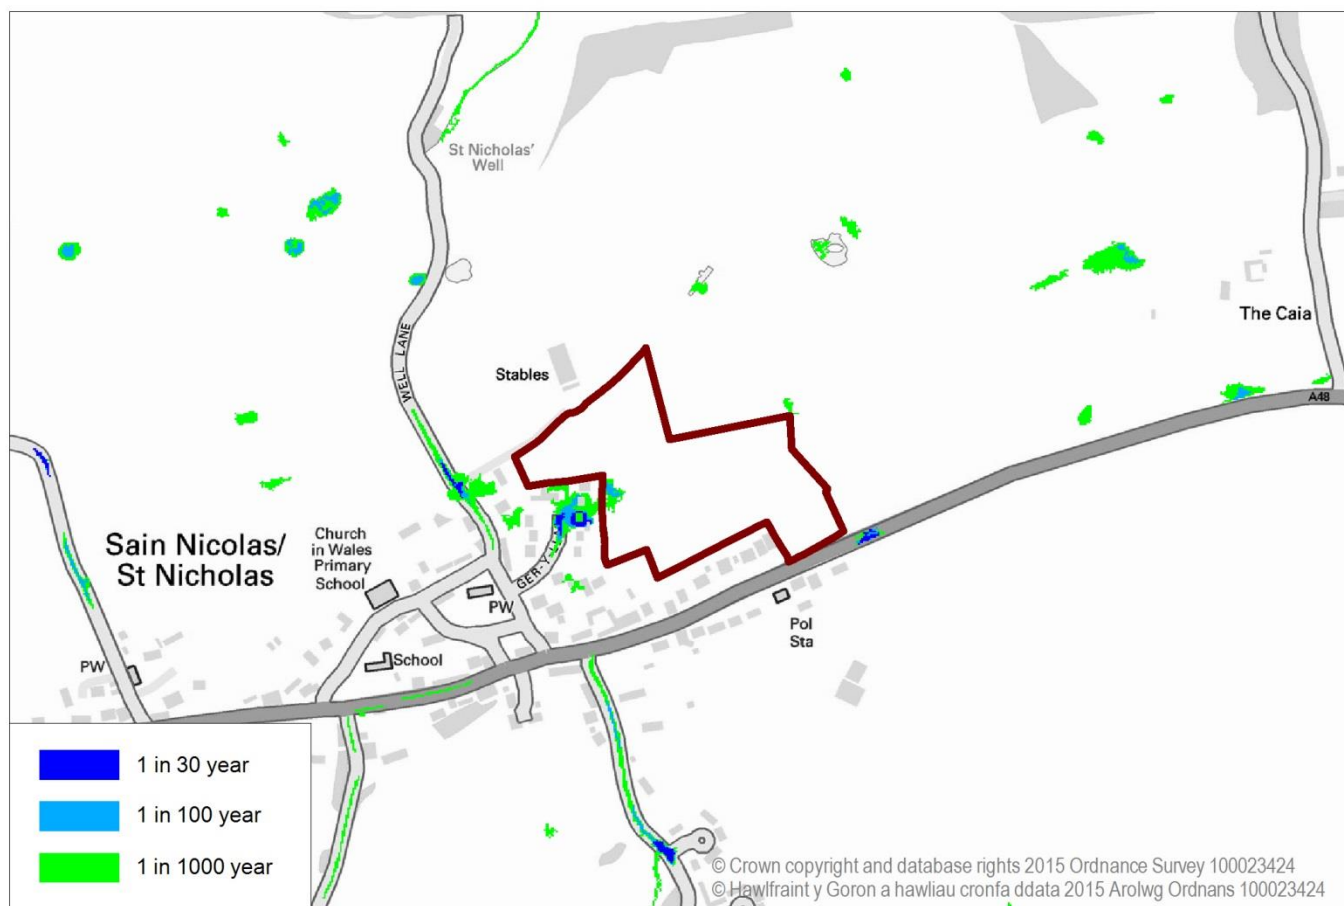 St Nicholas'
Well
WELL LANE
Stables
The Caia
A48
Sain Nicolas/
St Nicholas
Church
in Wales
Primary
School
GER-Y-LL
PW
Pol
Sta
School
PW
1 in 30 year
1 in 100 year
1 in 1000 year
© Crown copyright and database rights 2015 Ordnance Survey 100023424
© Hawlfraint y Goron a hawliau cronfa ddata 2015 Arolwg Ordnans 100023424